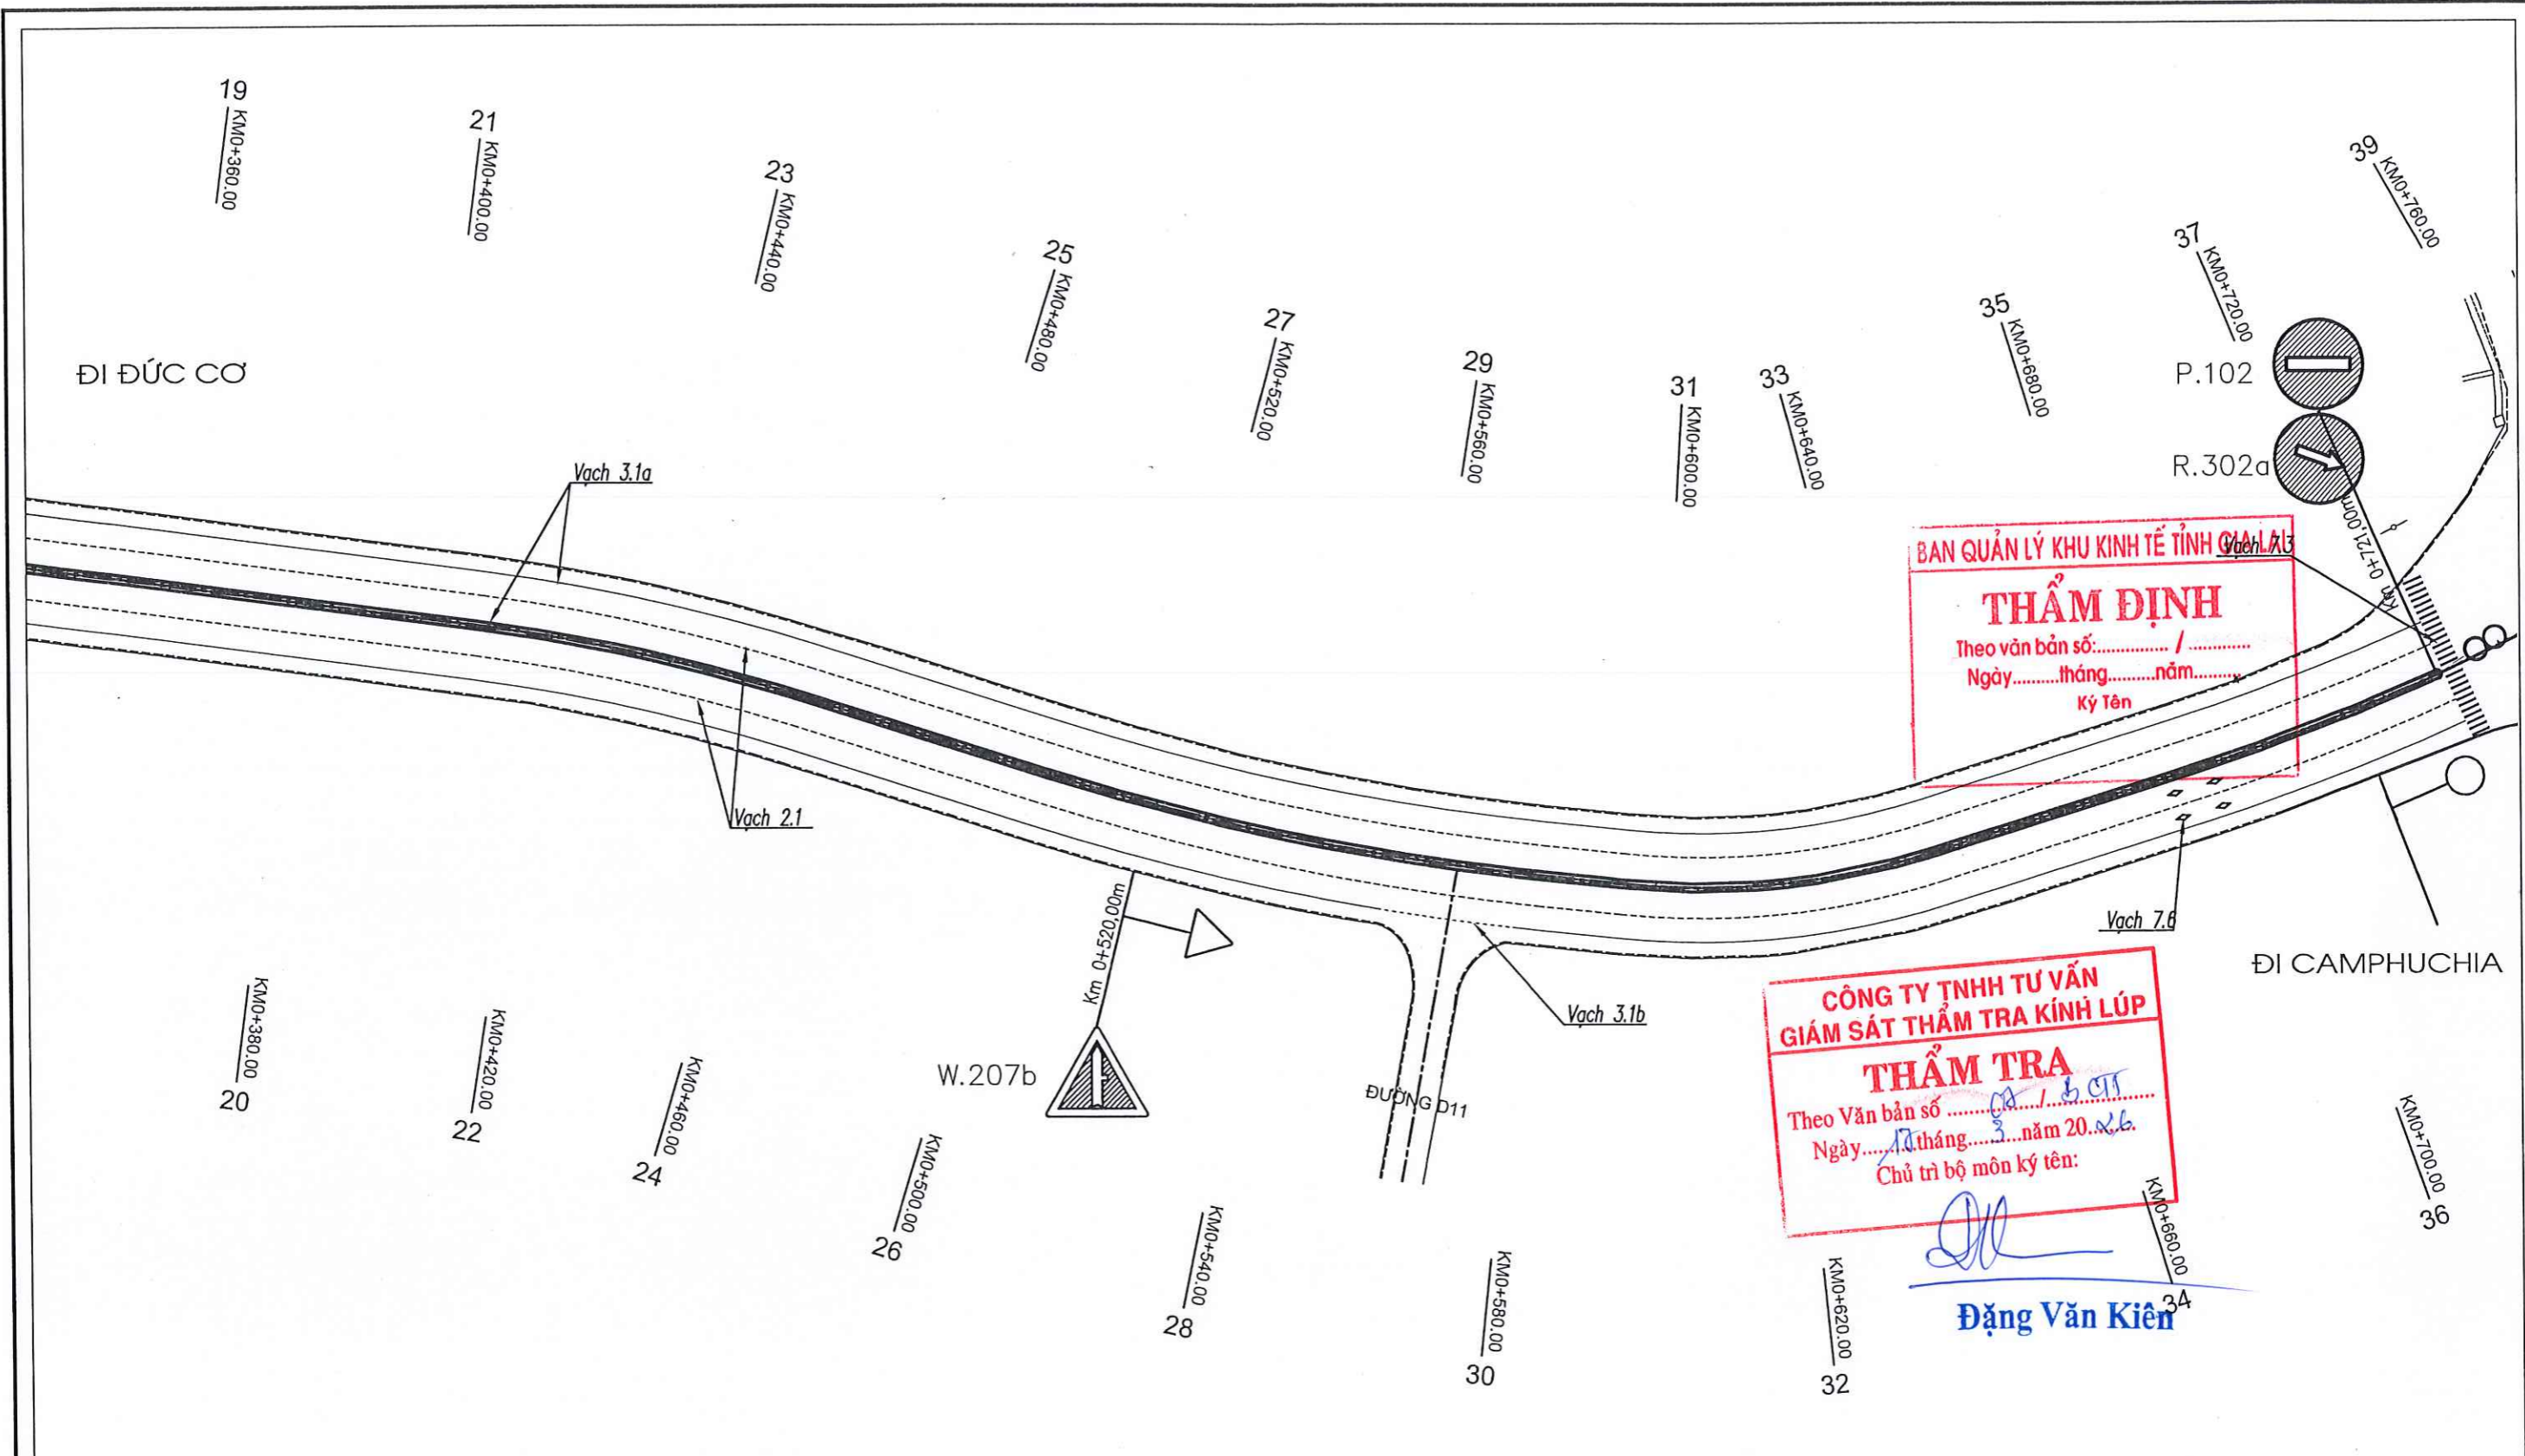 19
KM0+360.00
21
KM0+400.00
23
KM0+440.00
25
KM0+480.00
27
KM0+520.00
29
KM0+560.00
31
KM0+600.00
33
KM0+640.00
35
KM0+680.00
37
KM0+720.00
39
KM0+760.00
ĐI ĐỨC CƠ
P.102
R.302a
Km 0+721,00m
Vạch 3.1a
Vạch 7.3
BAN QUẢN LÝ KHU KINH TẾ TỈNH GIA LAI
THẨM ĐỊNH
Theo văn bản số:.............. / .............
Ngày..........tháng..........năm..........
Ký Tên
Vạch 2.1
Km 0+520,00m
Vạch 7.6
ĐI CAMPHUCHIA
Vạch 3.1b
W.207b
ĐƯỜNG D11
CÔNG TY TNHH TƯ VẤN
GIÁM SÁT THẨM TRA KÍNH LÚP
THẨM TRA
Theo Văn bản số
Ngày tháng 3 năm 2026
Chủ trì bộ môn ký tên:
Đặng Văn Kiên
KM0+380.00
20
KM0+420.00
22
KM0+460.00
24
KM0+500.00
26
KM0+540.00
28
KM0+580.00
30
KM0+620.00
32
KM0+660.00
34
KM0+700.00
36